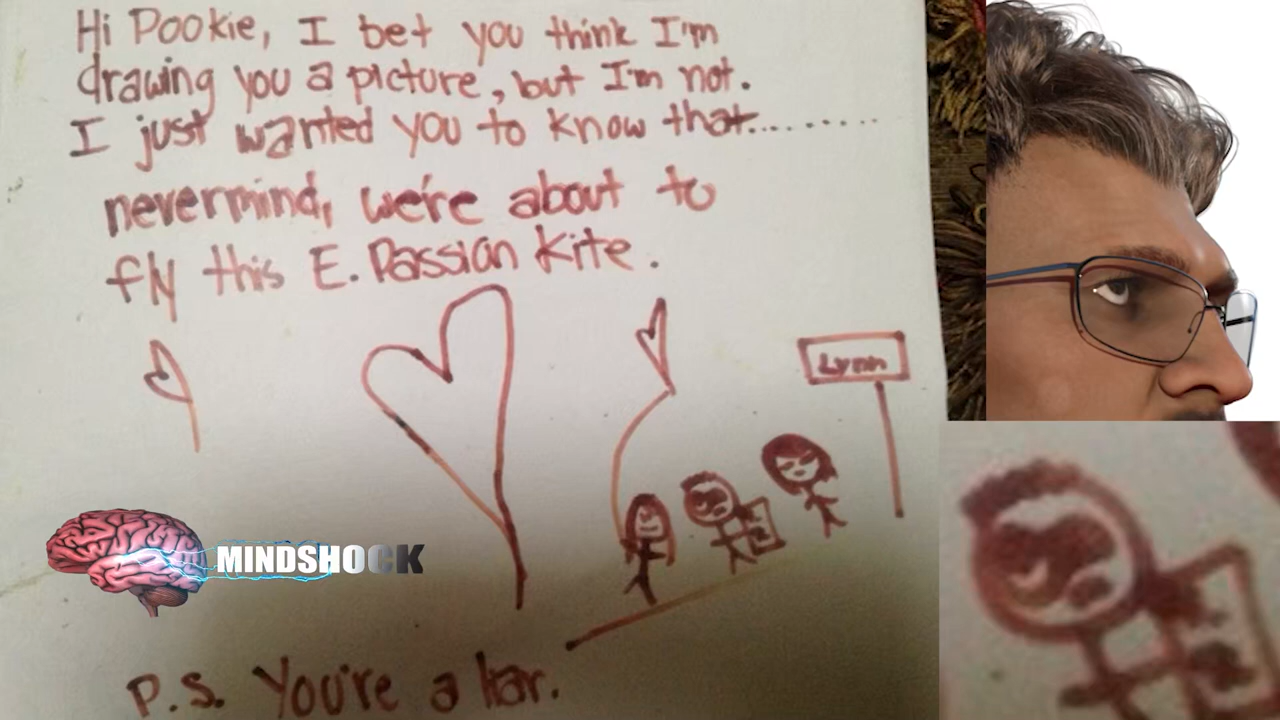 Hi Pookie, I bet you think I'm
drawing you a picture, but I'm not.
I just wanted you to know that.........
nevermind, we're about to
fly this E. Passian Kite.
Lynn
MINDSHOCK
P.S. You're a liar.